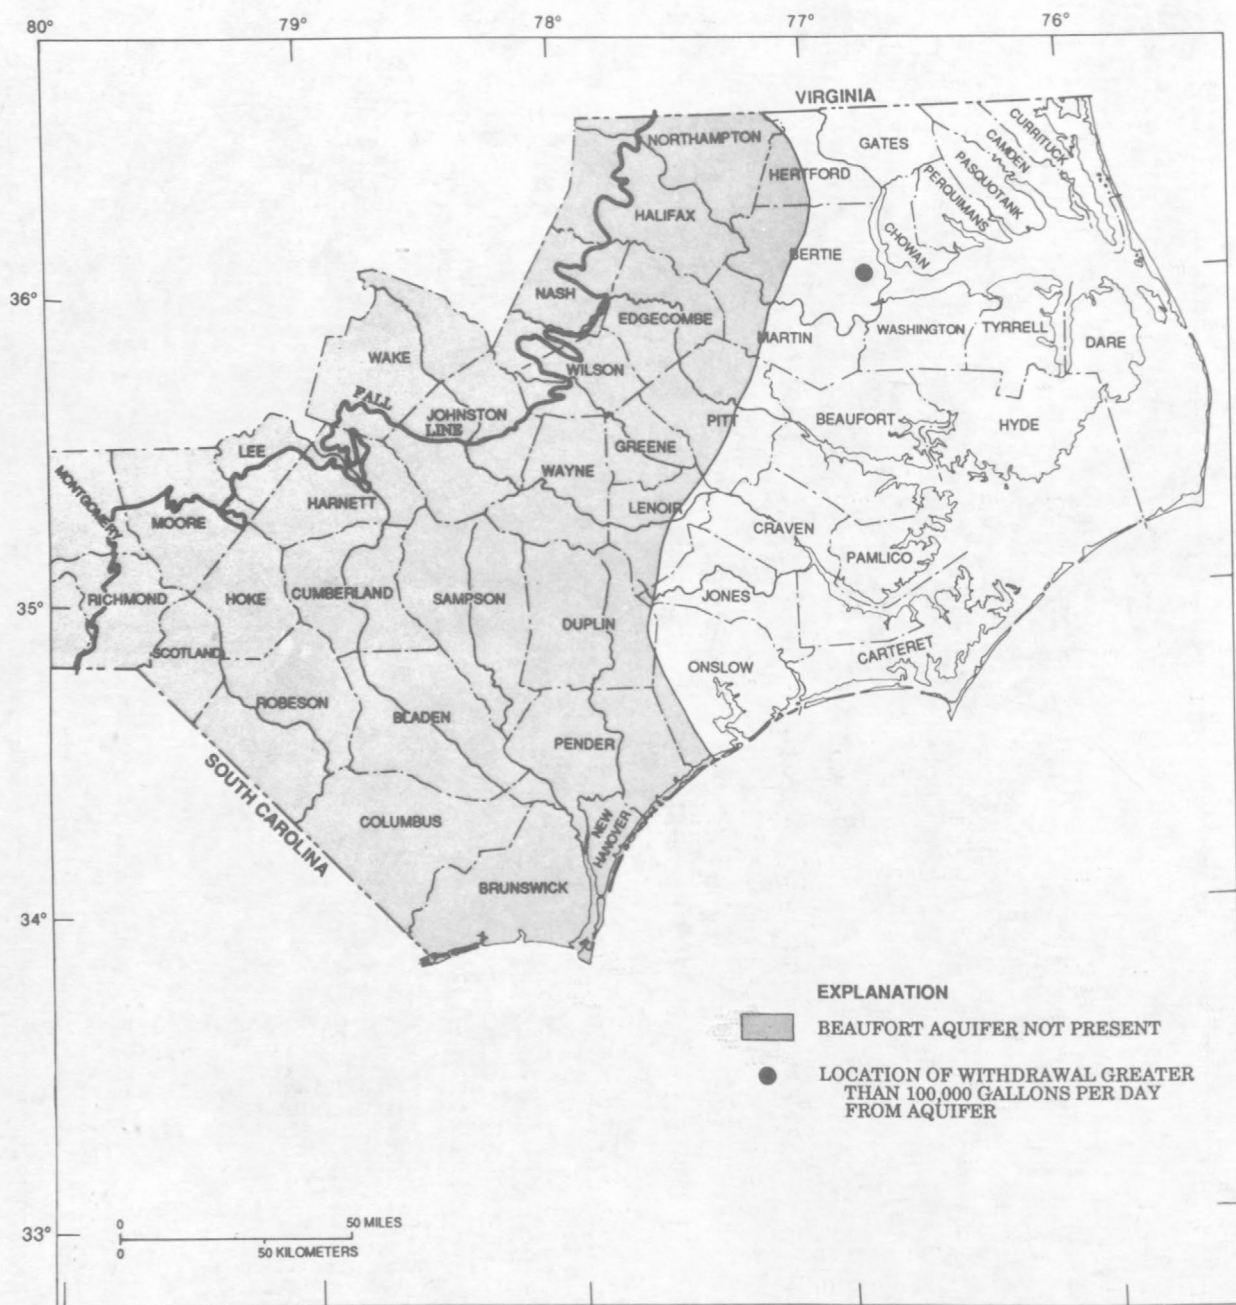 80°
79°
78°
77°
76°
VIRGINIA
NORTHAMPTON
GATES
CURRITUCK
CAMDEN
PASQUOTANK
PERQUIMANS
HERTFORD
HALIFAX
CHOWAN
BERTIE
36°
NASH
EDGECOMBE
MARTIN
WASHINGTON
TYRRELL
DARE
WAKE
WILSON
FALL
LINE
JOHNSTON
PITT
BEAUFORT
HYDE
LEE
GREENE
WAYNE
MONTGOMERY
HARNETT
LENOIR
MOORE
CRAVEN
PAMLICO
35°
RICHMOND
HOKE
CUMBERLAND
SAMPSON
JONES
DUPLIN
SCOTLAND
CARTERET
ONSLOW
ROBESON
BLADEN
PENDER
SOUTH CAROLINA
COLUMBUS
NEW
HANOVER
BRUNSWICK
34°
EXPLANATION
BEAUFORT AQUIFER NOT PRESENT
LOCATION OF WITHDRAWAL GREATER
THAN 100,000 GALLONS PER DAY
FROM AQUIFER
33°
0
50 MILES
0
50 KILOMETERS